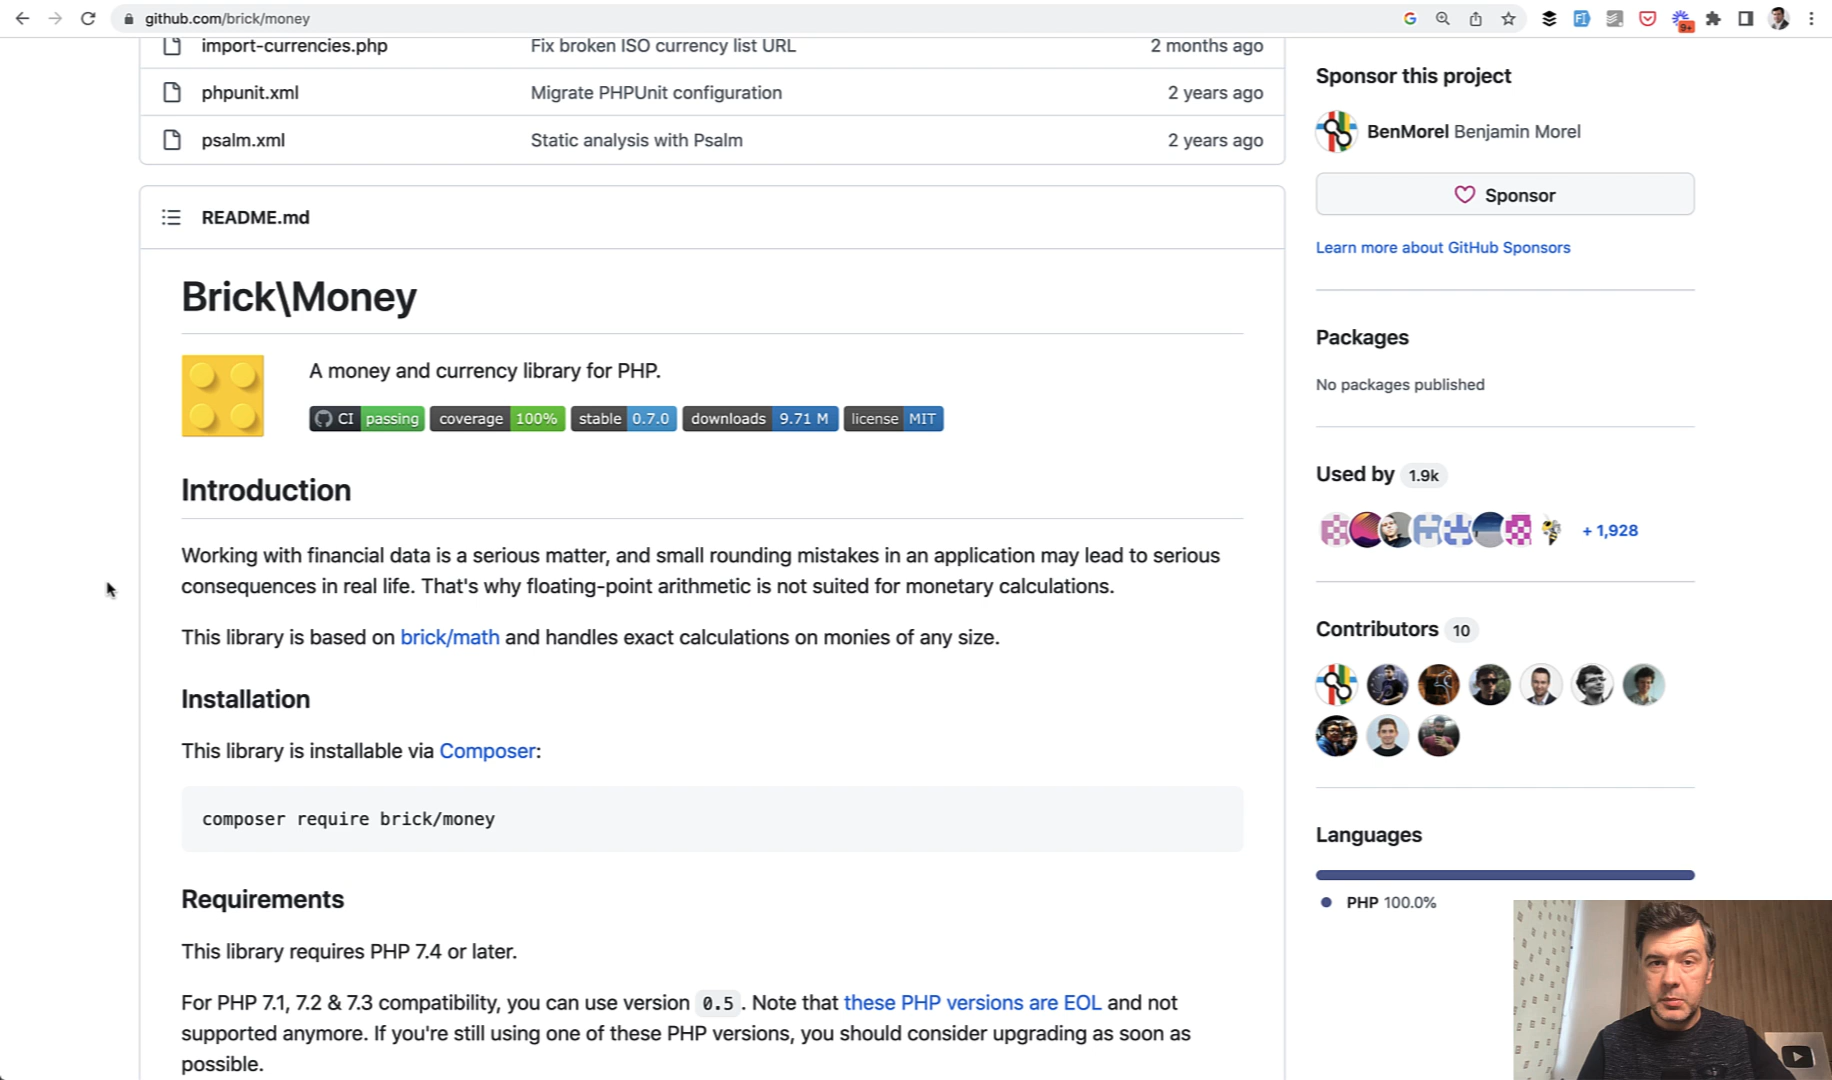 github.com/brick/money
9+
import-currencies.php Fix broken ISO currency list URL 2 months ago
phpunit.xml Migrate PHPUnit configuration 2 years ago
psalm.xml Static analysis with Psalm 2 years ago
README.md
Brick\Money
A money and currency library for PHP.
CI passing coverage 100% stable 0.7.0 downloads 9.71 M license MIT
Introduction
Working with financial data is a serious matter, and small rounding mistakes in an application may lead to serious
consequences in real life. That's why floating-point arithmetic is not suited for monetary calculations.
This library is based on brick/math and handles exact calculations on monies of any size.
Installation
This library is installable via Composer:
composer require brick/money
Requirements
This library requires PHP 7.4 or later.
For PHP 7.1, 7.2 & 7.3 compatibility, you can use version 0.5. Note that these PHP versions are EOL and not
supported anymore. If you're still using one of these PHP versions, you should consider upgrading as soon as
possible.
Sponsor this project
BenMorel Benjamin Morel
Sponsor
Learn more about GitHub Sponsors
Packages
No packages published
Used by 1.9k
+ 1,928
Contributors 10
Languages
PHP 100.0%